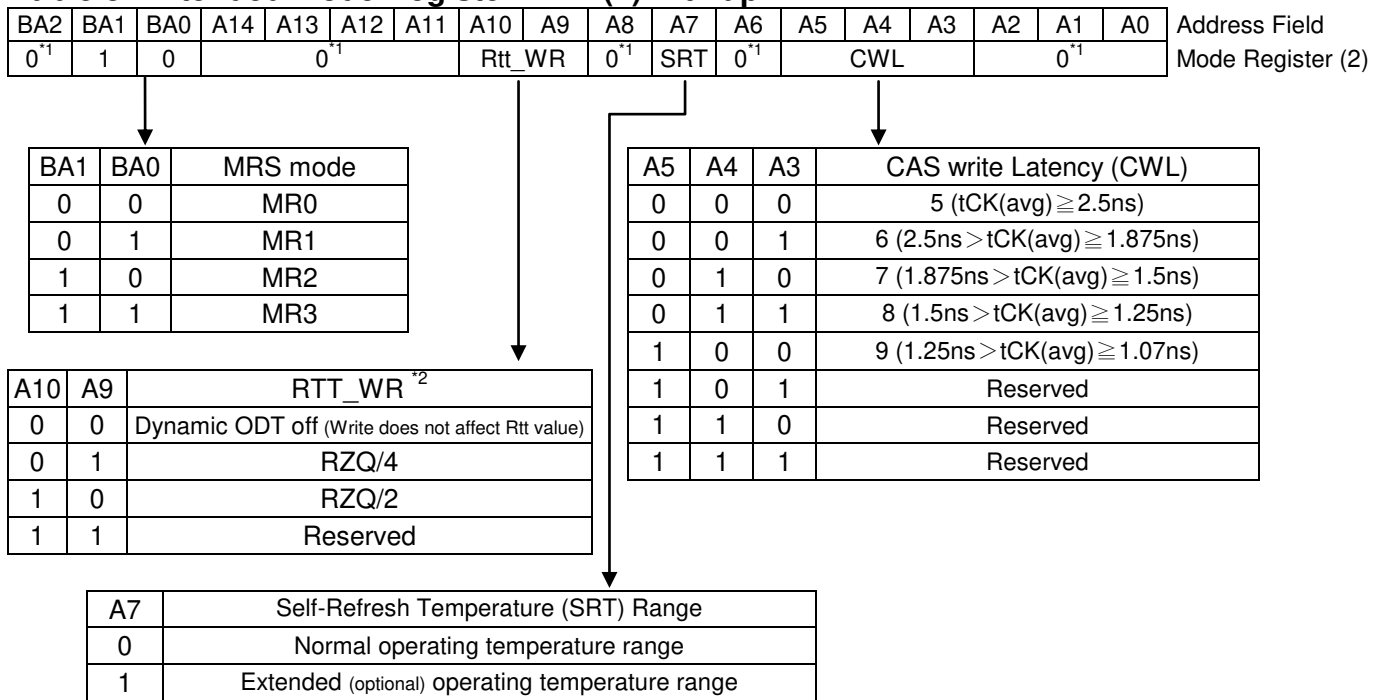 BA2 BA1 BA0 A14 A13 A12 A11 A10 A9 A8 A7 A6 A5 A4 A3 A2 A1 A0 Address Field
0*1 1 0 0*1 Rtt_WR 0*1 SRT 0*1 CWL 0*1 Mode Register (2)
BA1 BA0 MRS mode
0 0 MR0
0 1 MR1
1 0 MR2
1 1 MR3
A5 A4 A3 CAS write Latency (CWL)
0 0 0 5 (tCK(avg)≧2.5ns)
0 0 1 6 (2.5ns>tCK(avg)≧1.875ns)
0 1 0 7 (1.875ns>tCK(avg)≧1.5ns)
0 1 1 8 (1.5ns>tCK(avg)≧1.25ns)
1 0 0 9 (1.25ns>tCK(avg)≧1.07ns)
1 0 1 Reserved
1 1 0 Reserved
1 1 1 Reserved
A10 A9 RTT_WR *2
0 0 Dynamic ODT off (Write does not affect Rtt value)
0 1 RZQ/4
1 0 RZQ/2
1 1 Reserved
A7 Self-Refresh Temperature (SRT) Range
0 Normal operating temperature range
1 Extended (optional) operating temperature range